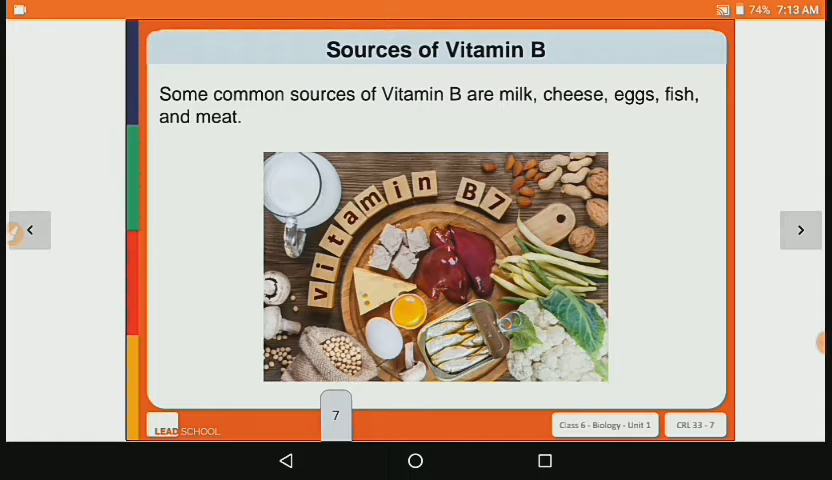 74% 7:13 AM
Sources of Vitamin B
Some common sources of Vitamin B are milk, cheese, eggs, fish,
and meat.
vitamin B7
<
>
7
LEAD SCHOOL
Class 6 - Biology - Unit 1
CRL 33 - 7